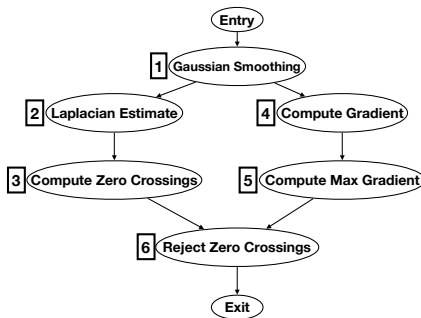 Entry
1 Gaussian Smoothing
2 Laplacian Estimate
4 Compute Gradient
3 Compute Zero Crossings
5 Compute Max Gradient
6 Reject Zero Crossings
Exit